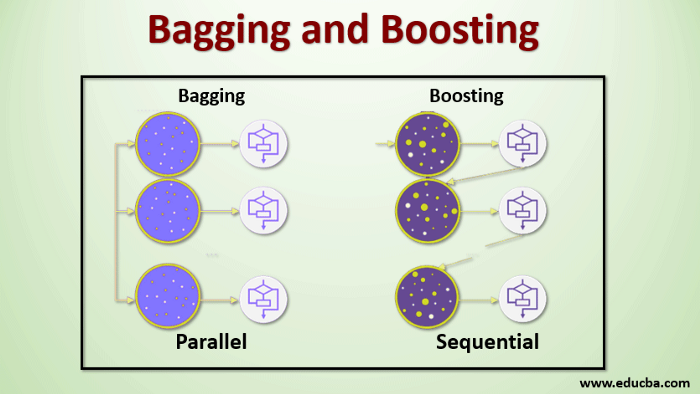 Bagging and Boosting
Bagging
Boosting
Parallel
Sequential
www.educba.com